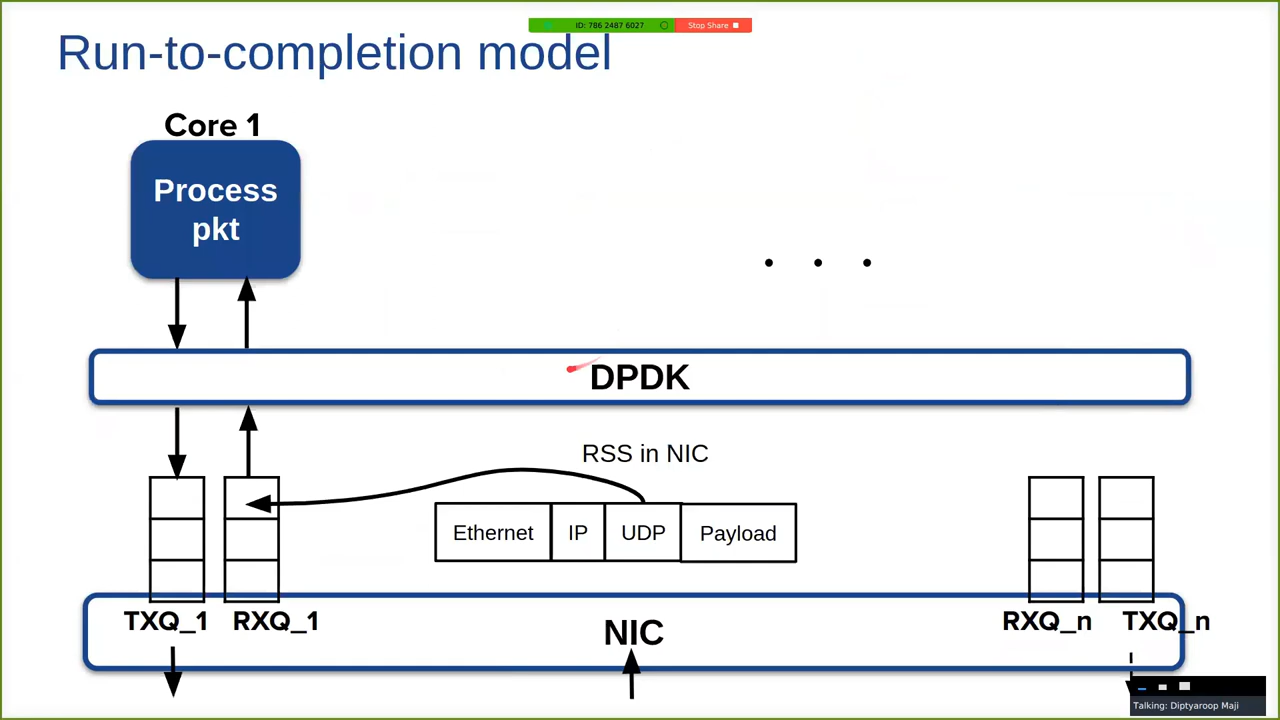 ID: 786 2487 6027
Stop Share
Run-to-completion model
Core 1
Process
pkt
. . .
DPDK
RSS in NIC
Ethernet IP UDP Payload
TXQ_1 RXQ_1 RXQ_n TXQ_n
NIC
Talking: Diptyaroop Maji